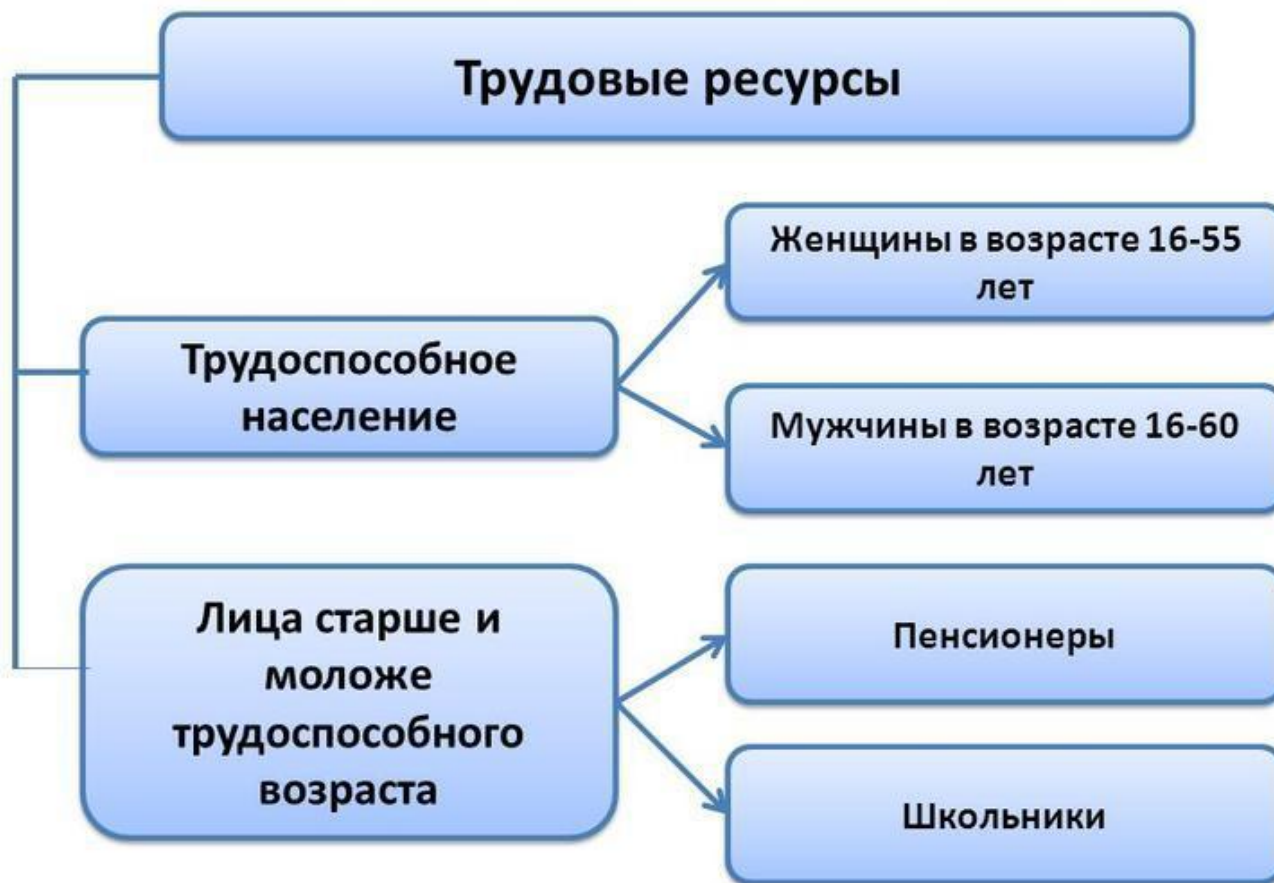 Трудовые ресурсы
Женщины в возрасте 16-55
лет
Трудоспособное
население
Мужчины в возрасте 16-60
лет
Лица старше и
моложе
трудоспособного
возраста
Пенсионеры
Школьники